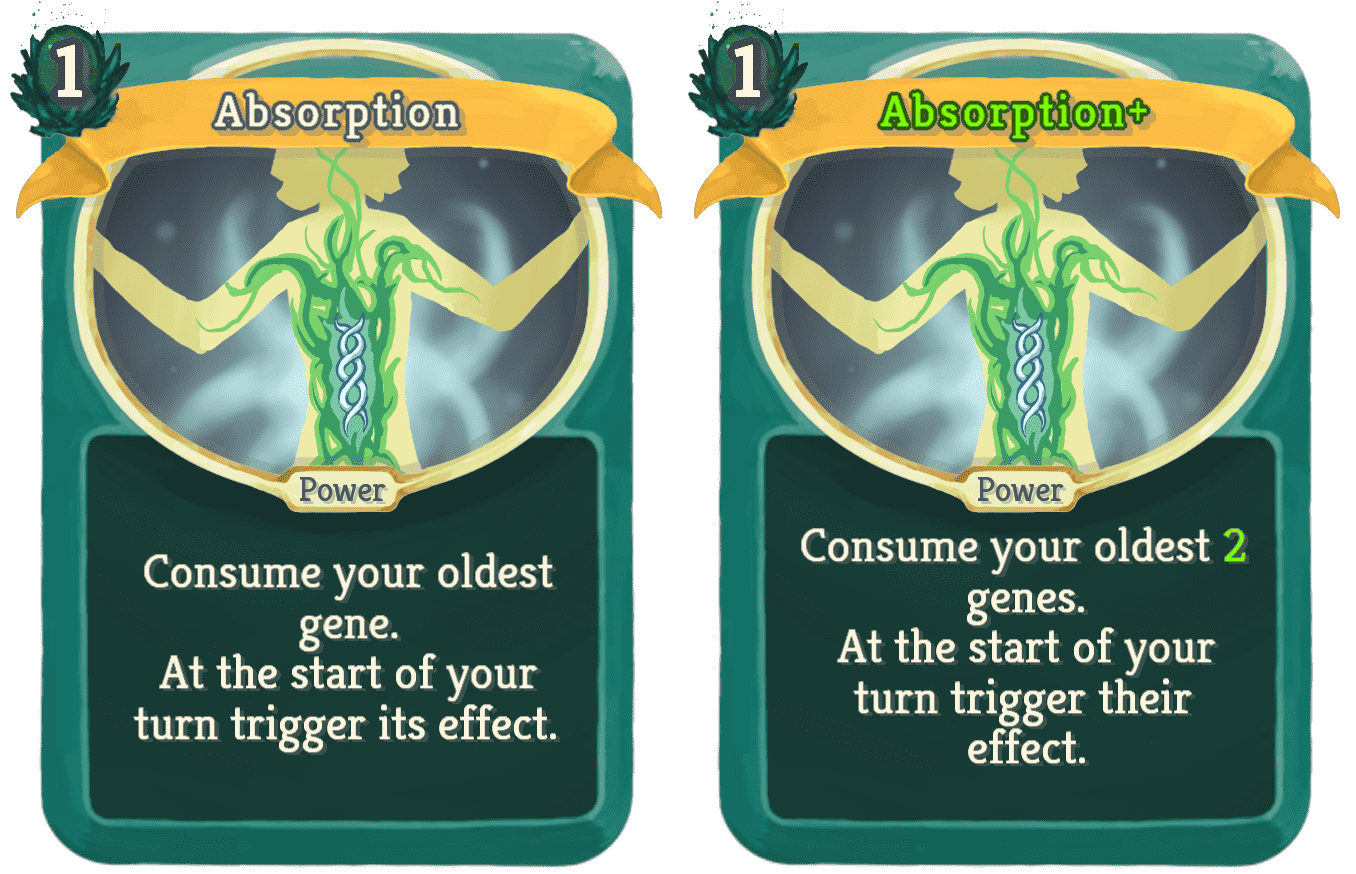 1
Absorption
Power
Consume your oldest
gene.
At the start of your
turn trigger its effect.
1
Absorption+
Power
Consume your oldest 2
genes.
At the start of your
turn trigger their
effect.